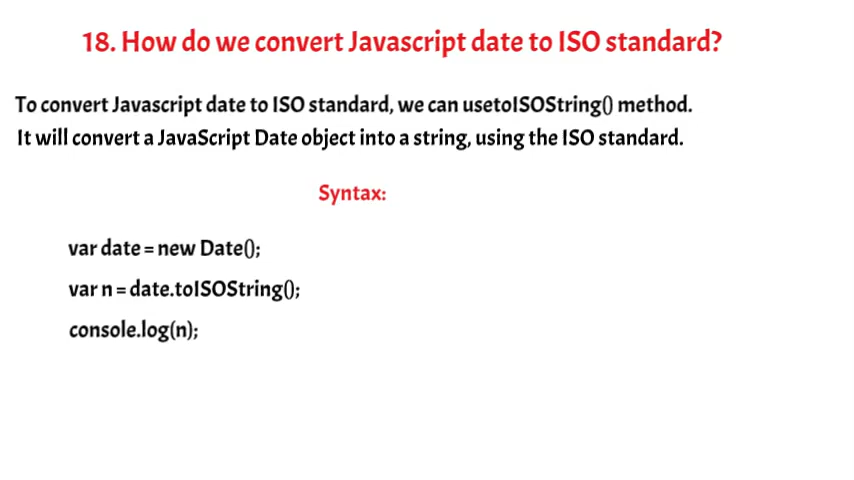 18. How do we convert Javascript date to ISO standard?
To convert Javascript date to ISO standard, we can usetoISOString() method.
It will convert a JavaScript Date object into a string, using the ISO standard.
Syntax:
var date = new Date();
var n = date.toISOString();
console.log(n);